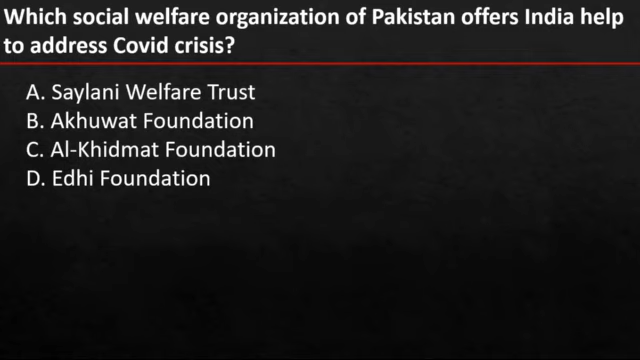 Which social welfare organization of Pakistan offers India help
to address Covid crisis?
A. Saylani Welfare Trust
B. Akhuwat Foundation
C. Al-Khidmat Foundation
D. Edhi Foundation